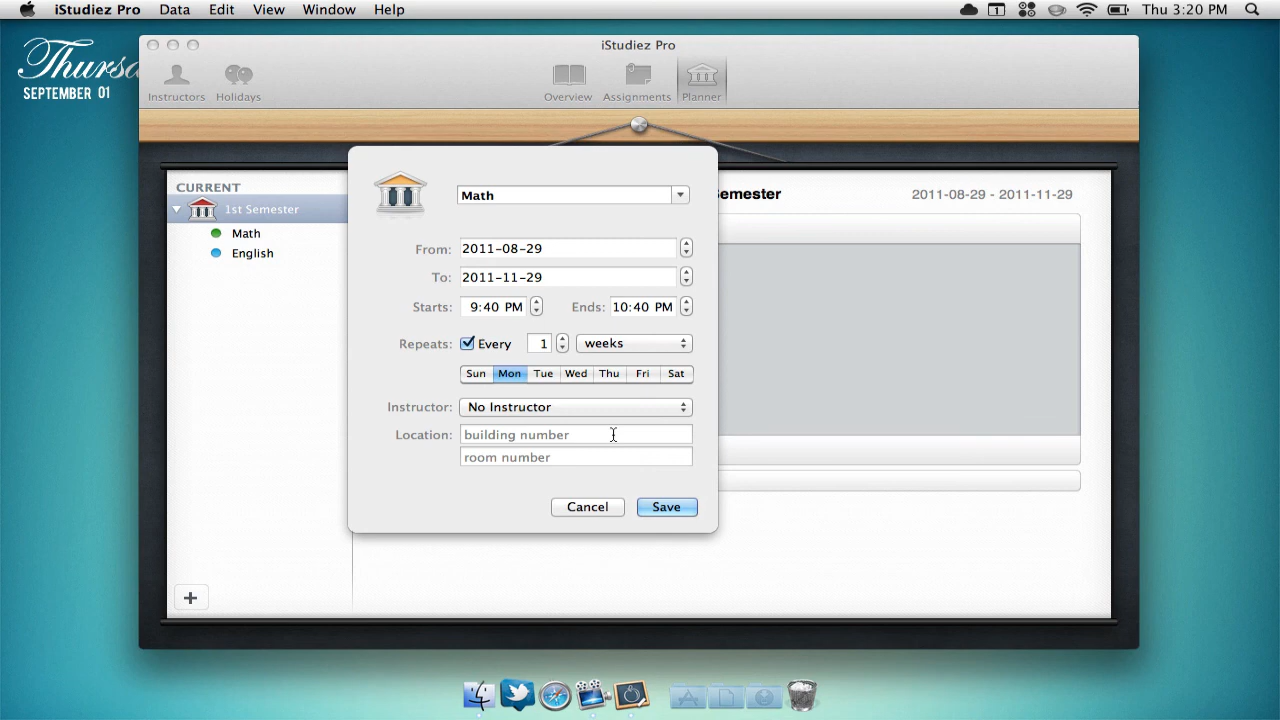 iStudiez Pro Data Edit View Window Help
1
Thu 3:20 PM
SEPTEMBER 01
iStudiez Pro
Instructors Holidays Overview Assignments Planner
Math
CURRENT
1st Semester
Math
English
2011-08-29 - 2011-11-29
From: 2011-08-29
To: 2011-11-29
Starts: 9:40 PM Ends: 10:40 PM
Repeats: Every 1 weeks
Sun Mon Tue Wed Thu Fri Sat
Instructor: No Instructor
Location: building number
room number
Cancel Save